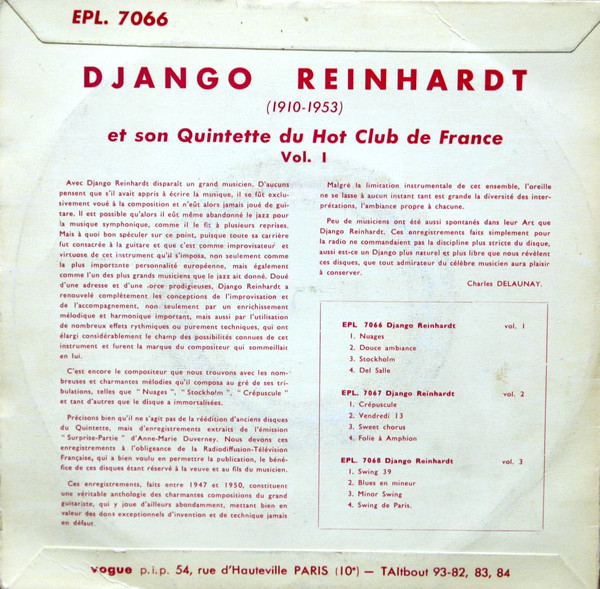 EPL. 7066
DJANGO REINHARDT
(1910-1953)
et son Quintette du Hot Club de France
Vol. I
Avec Django Reinhardt disparaît un grand musicien. D'aucuns
pensent que s'il avait appris à écrire la musique, il se fût exclu-
sivement voué à la composition et n'eût alors jamais joué de gui-
tare. Il est possible qu'alors il eût même abandonné le jazz pour
la musique symphonique, comme il le fit à plusieurs reprises.
Mais à quoi bon spéculer sur ce point, puisque toute sa carrière
fut consacrée à la guitare et que c'est comme improvisateur et
virtuose de cet instrument qu'il s'imposa, non seulement comme
la plus importante personnalité européenne, mais également
comme l'un des plus grands musiciens que le jazz ait donné. Doué
d'une adresse et d'une .orce prodigieuses, Django Reinhardt a
renouvelé complètement les conceptions de l'improvisation et
de l'accompagnement, non seulement par un enrichissement
mélodique et harmonique important, mais aussi par l'utilisation
de nombreux effets rythmiques ou purement techniques, qui ont
élargi considérablement le champ des possibilités connues de cet
instrument et furent la marque du compositeur qui sommeillait
en lui.
C'est encore le compositeur que nous trouvons avec les nom-
breuses et charmantes mélodies qu'il composa au gré de ses tri-
bulations, telles que " Nuages ", " Stockholm ", " Crépuscule "
et tant d'autres que le disque a immortalisées.
Précisons bien qu'il ne s'agit pas de la réédition d'anciens disques
du Quintette, mais d'enregistrements extraits de l'émission
" Surprise-Partie " d'Anne-Marie Duverney. Nous devons ces
enregistrements à l'obligeance de la Radiodiffusion-Télévision
Française, qui a bien voulu en permettre la publication, le béné-
fice de ces disques étant réservé à la veuve et au fils du musicien.
Ces enregistrements, faits entre 1947 et 1950, constituent
une véritable anthologie des charmantes compositions du grand
guitariste, qui y joue d'ailleurs abondamment, mettant bien en
valeur des dons exceptionnels d'invention et de technique jamais
en défaut.
Malgré la limitation instrumentale de cet ensemble, l'oreille
ne se lasse à aucun instant tant est grande la diversité des inter-
prétations, l'ambiance propre à chacune.
Peu de musiciens ont été aussi spontanés dans leur Art que
Django Reinhardt. Ces enregistrements faits simplement pour
la radio ne commandaient pas la discipline plus stricte du disque,
aussi est-ce un Django plus naturel et plus libre que nous révèlent
ces disques, que tout admirateur du célèbre musicien aura plaisir
à conserver.
Charles DELAUNAY.
EPL 7066 Django Reinhardt vol. 1
1. Nuages
2. Douce ambiance
3. Stockholm
4. Del Salle
EPL. 7067 Django Reinhardt vol. 2
1. Crépuscule
2. Vendredi 13
3. Sweet chorus
4. Folie à Amphion
EPL. 7068 Django Reinhardt vol. 3
1. Swing 39
2. Blues en mineur
3. Minor Swing
4. Swing de Paris.
vogue p.i.p. 54, rue d'Hauteville PARIS (10e) — TAItbout 93-82, 83, 84